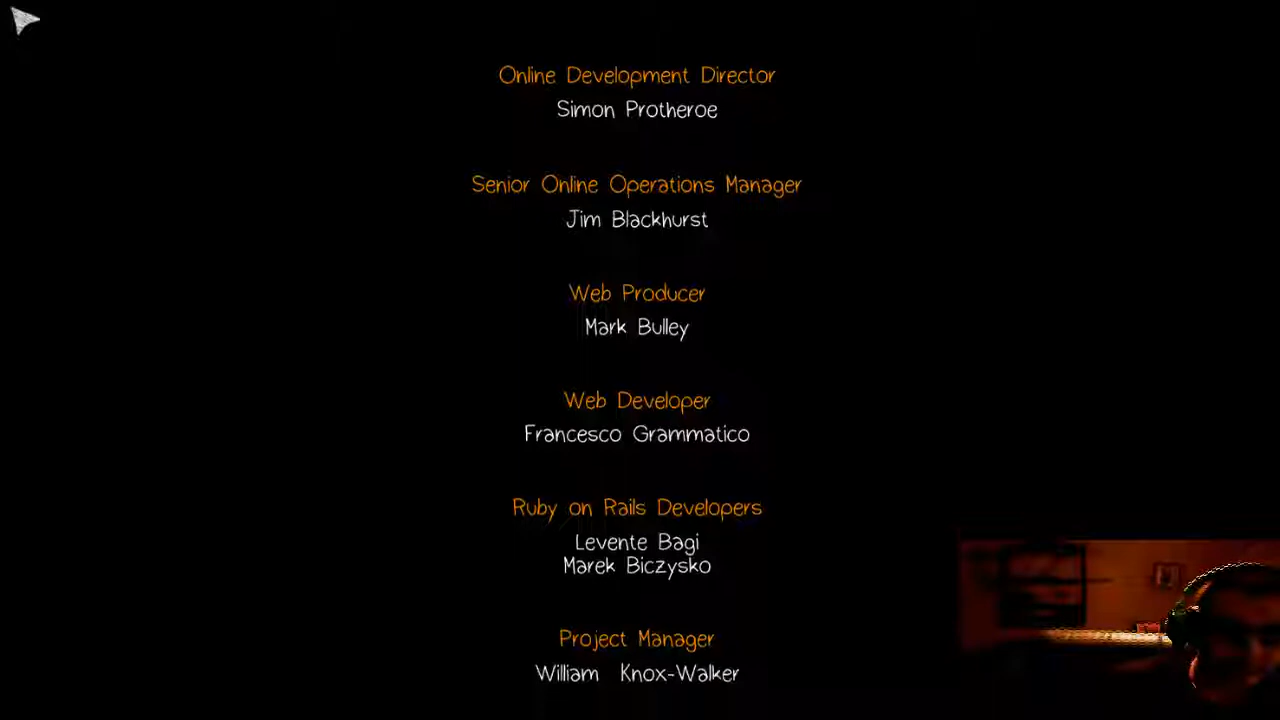 Online Development Director
Simon Protheroe
Senior Online Operations Manager
Jim Blackhurst
Web Producer
Mark Bulley
Web Developer
Francesco Grammatico
Ruby on Rails Developers
Levente Bagi
Marek Biczysko
Project Manager
William Knox-Walker